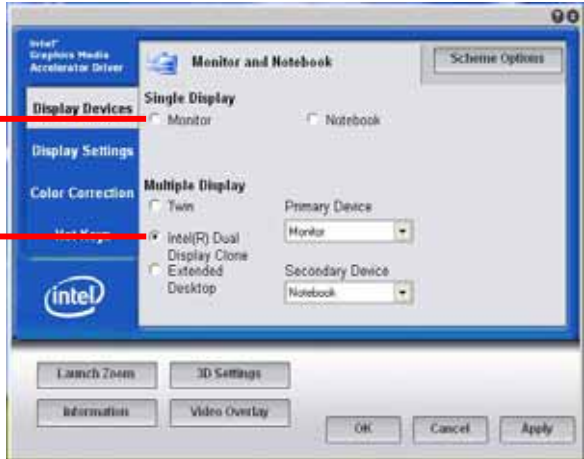 Intel®
Graphics Media
Accelerator Driver
Monitor and Notebook
Scheme Options
Display Devices
Single Display
Monitor
Notebook
Display Settings
Color Correction
Multiple Display
Twin
Primary Device
Hot Keys
Intel(R) Dual
Display Clone
Monitor
Extended
Desktop
Secondary Device
Notebook
intel
Launch Zoom
3D Settings
Information
Video Overlay
OK
Cancel
Apply